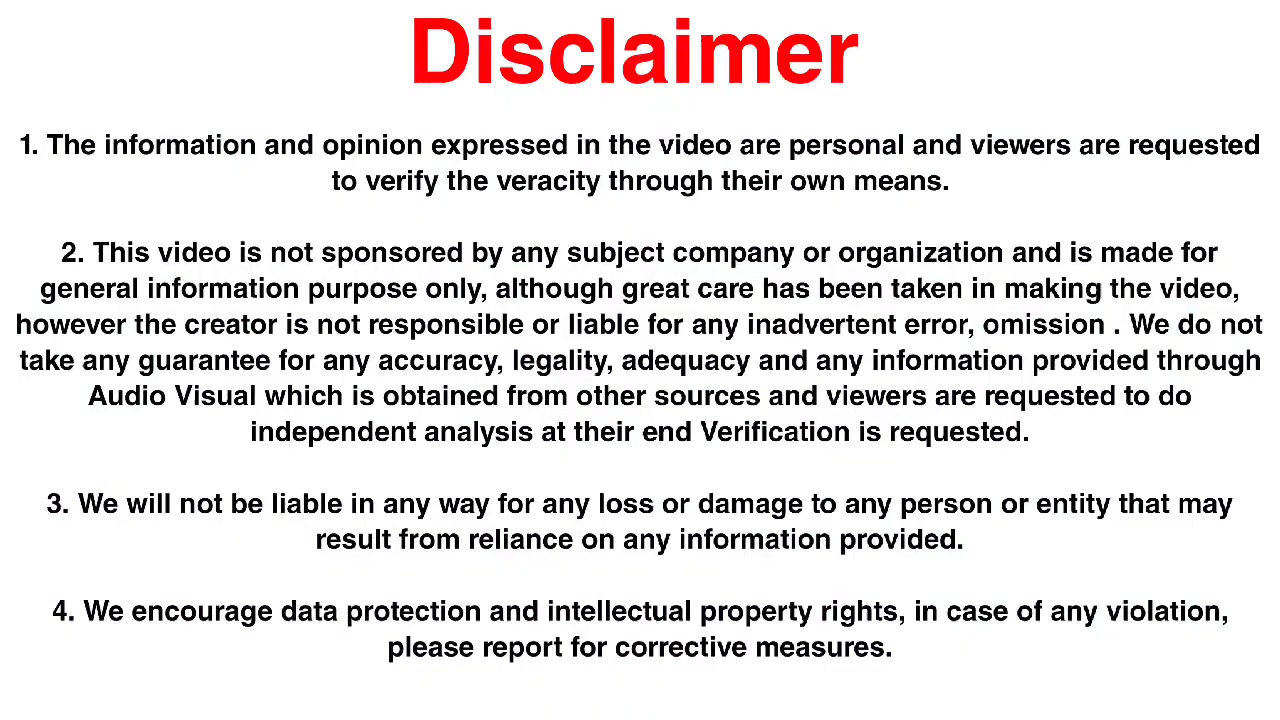 Disclaimer
1. The information and opinion expressed in the video are personal and viewers are requested
to verify the veracity through their own means.
2. This video is not sponsored by any subject company or organization and is made for
general information purpose only, although great care has been taken in making the video,
however the creator is not responsible or liable for any inadvertent error, omission . We do not
take any guarantee for any accuracy, legality, adequacy and any information provided through
Audio Visual which is obtained from other sources and viewers are requested to do
independent analysis at their end Verification is requested.
3. We will not be liable in any way for any loss or damage to any person or entity that may
result from reliance on any information provided.
4. We encourage data protection and intellectual property rights, in case of any violation,
please report for corrective measures.